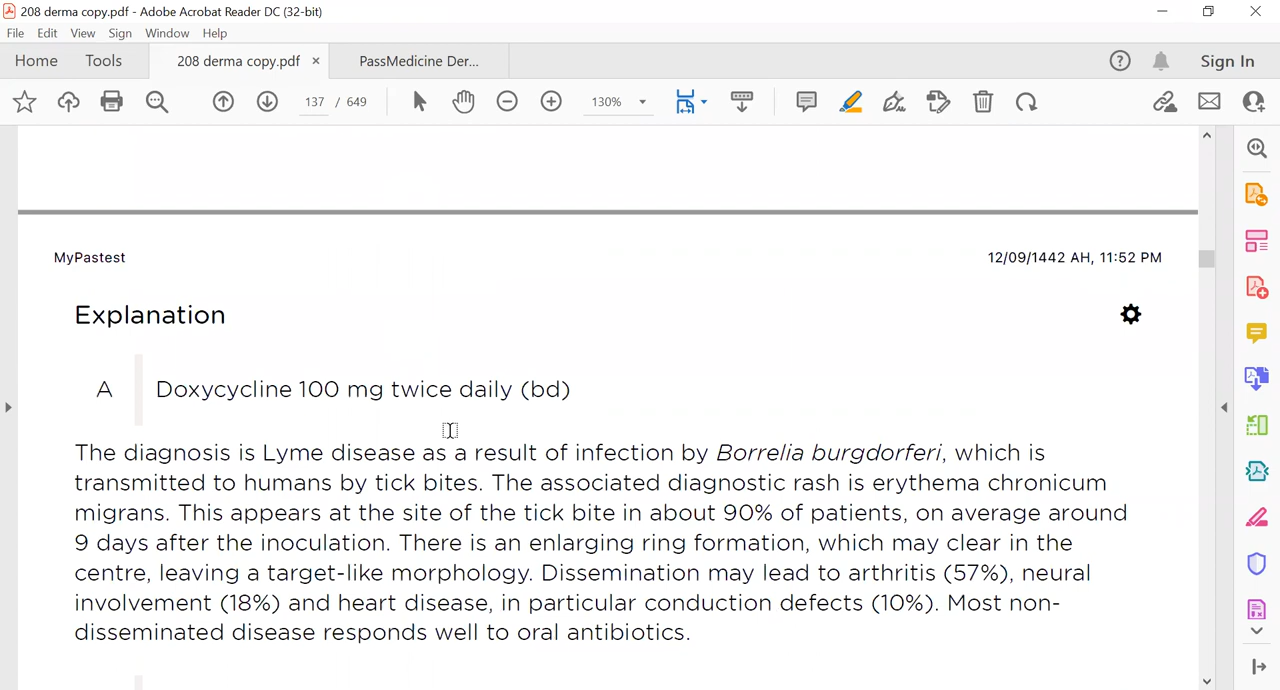 208 derma copy.pdf - Adobe Acrobat Reader DC (32-bit)
File Edit View Sign Window Help
Home Tools 208 derma copy.pdf × PassMedicine Der... Sign In
137 / 649 130%
MyPastest 12/09/1442 AH, 11:52 PM
Explanation
A Doxycycline 100 mg twice daily (bd)
The diagnosis is Lyme disease as a result of infection by Borrelia burgdorferi, which is
transmitted to humans by tick bites. The associated diagnostic rash is erythema chronicum
migrans. This appears at the site of the tick bite in about 90% of patients, on average around
9 days after the inoculation. There is an enlarging ring formation, which may clear in the
centre, leaving a target-like morphology. Dissemination may lead to arthritis (57%), neural
involvement (18%) and heart disease, in particular conduction defects (10%). Most non-
disseminated disease responds well to oral antibiotics.